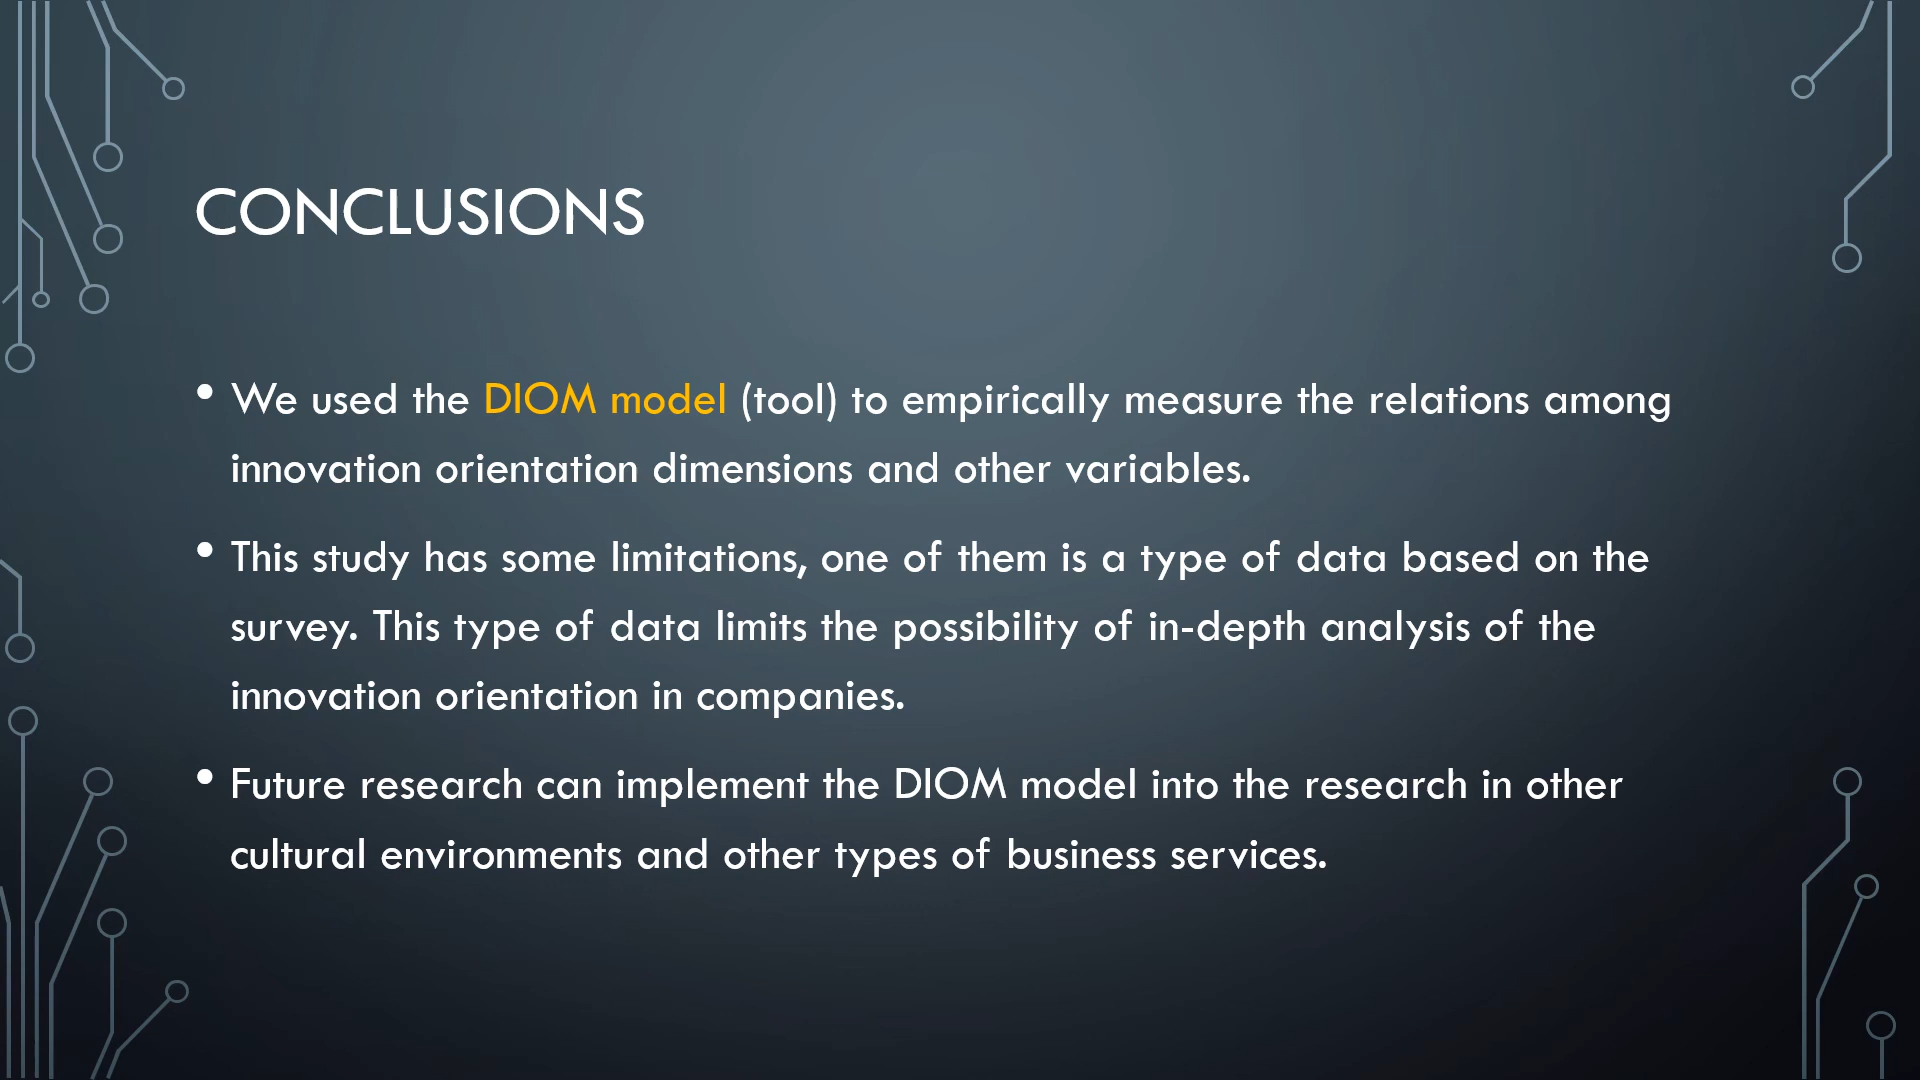 CONCLUSIONS
• We used the DIOM model (tool) to empirically measure the relations among
innovation orientation dimensions and other variables.
• This study has some limitations, one of them is a type of data based on the
survey. This type of data limits the possibility of in-depth analysis of the
innovation orientation in companies.
• Future research can implement the DIOM model into the research in other
cultural environments and other types of business services.